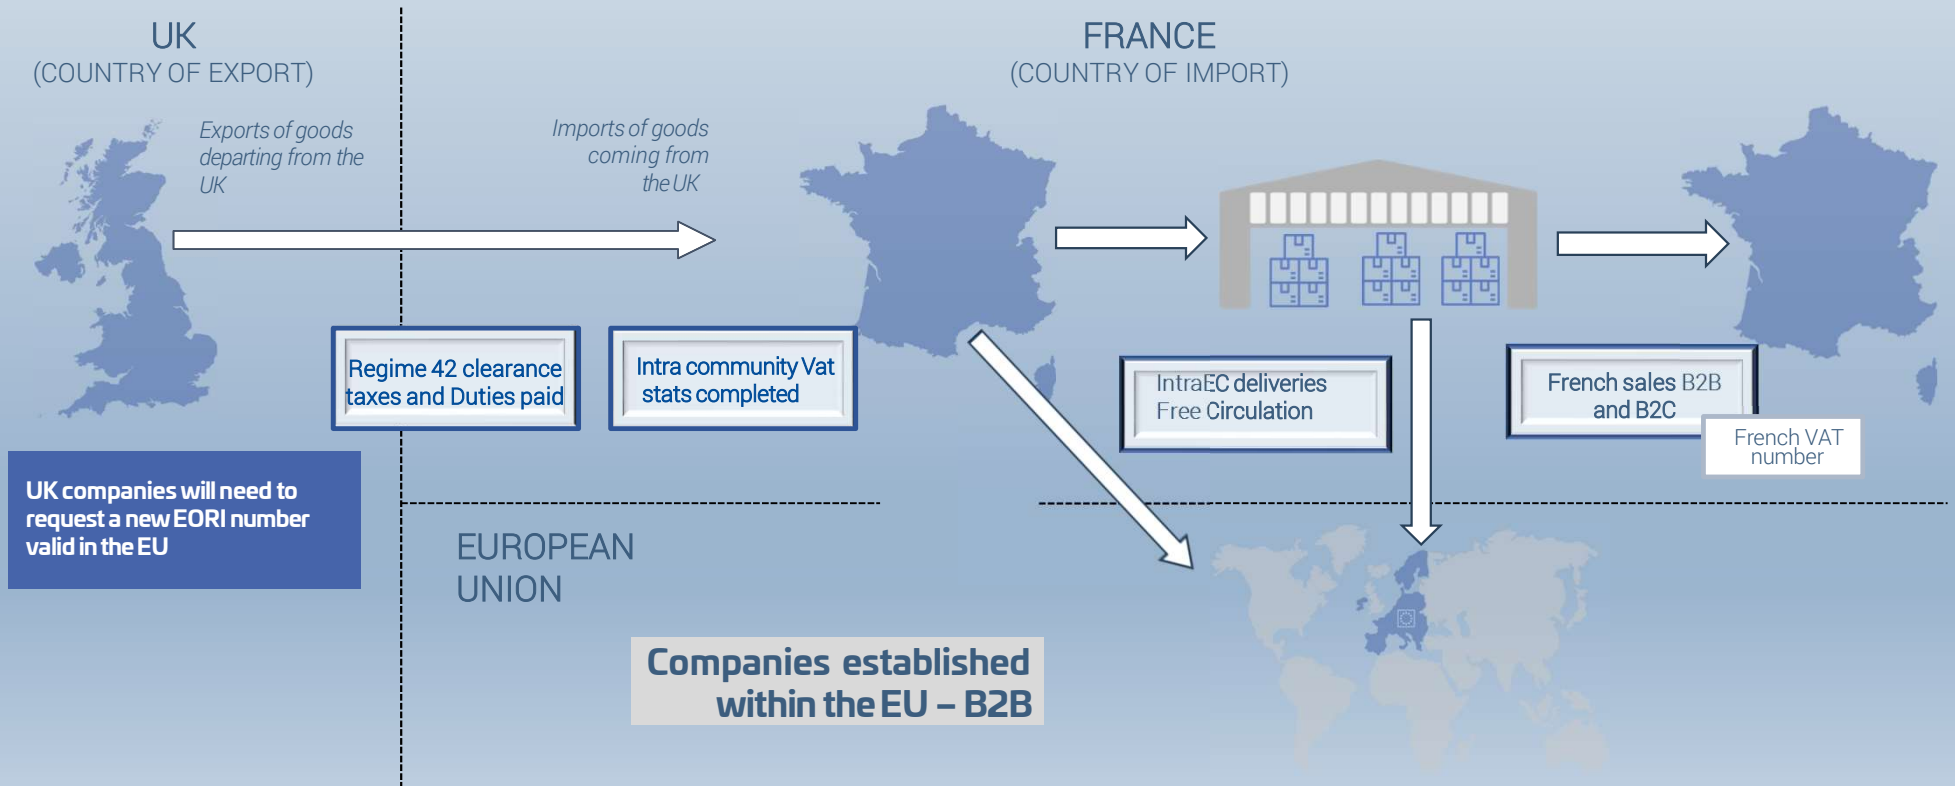 UK
(COUNTRY OF EXPORT)
FRANCE
(COUNTRY OF IMPORT)
Exports of goods
departing from the
UK
Imports of goods
coming from
the UK
Regime 42 clearance
taxes and Duties paid
Intra community Vat
stats completed
IntraEC deliveries
Free Circulation
French sales B2B
and B2C
French VAT
number
UK companies will need to
request a new EORI number
valid in the EU
EUROPEAN
UNION
Companies established
within the EU – B2B